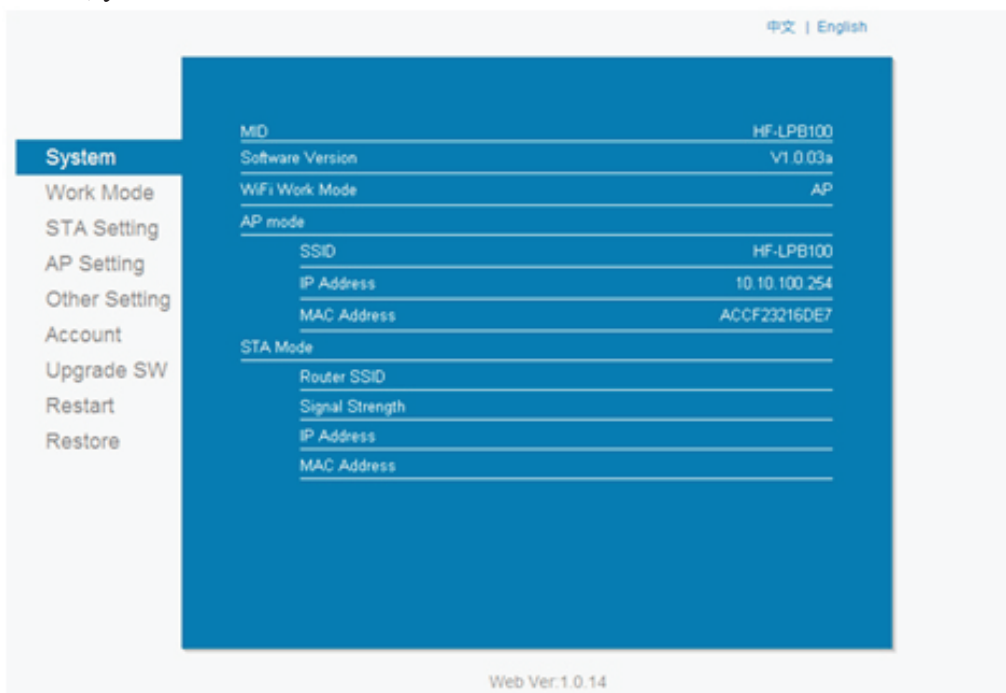 中文 | English
System
Work Mode
STA Setting
AP Setting
Other Setting
Account
Upgrade SW
Restart
Restore
MID HF-LPB100
Software Version V1.0.03a
WiFi Work Mode AP
AP mode
SSID HF-LPB100
IP Address 10.10.100.254
MAC Address ACCF23216DE7
STA Mode
Router SSID
Signal Strength
IP Address
MAC Address
Web Ver:1.0.14